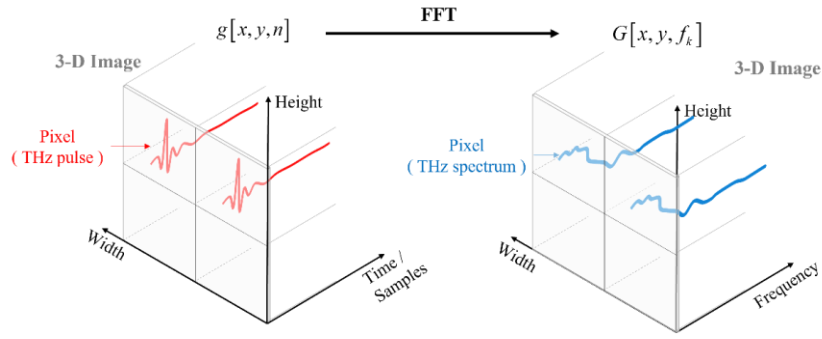 g[x, y, n]
FFT
G[x, y, f_k]
3-D Image
3-D Image
Height
Height
Pixel
( THz pulse )
Pixel
( THz spectrum )
Width
Time /
Samples
Width
Frequency